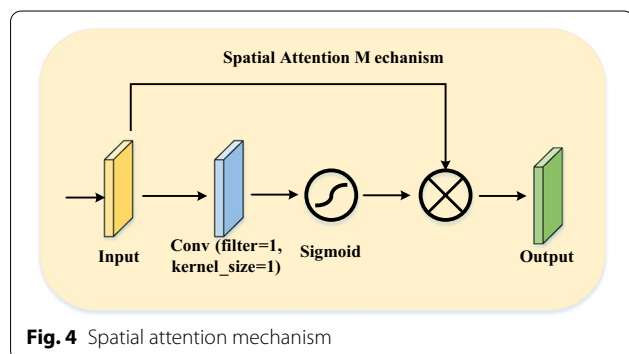 Spatial Attention M echanism
Input
Conv (filter=1,
kernel_size=1)
Sigmoid
Output
Fig. 4 Spatial attention mechanism